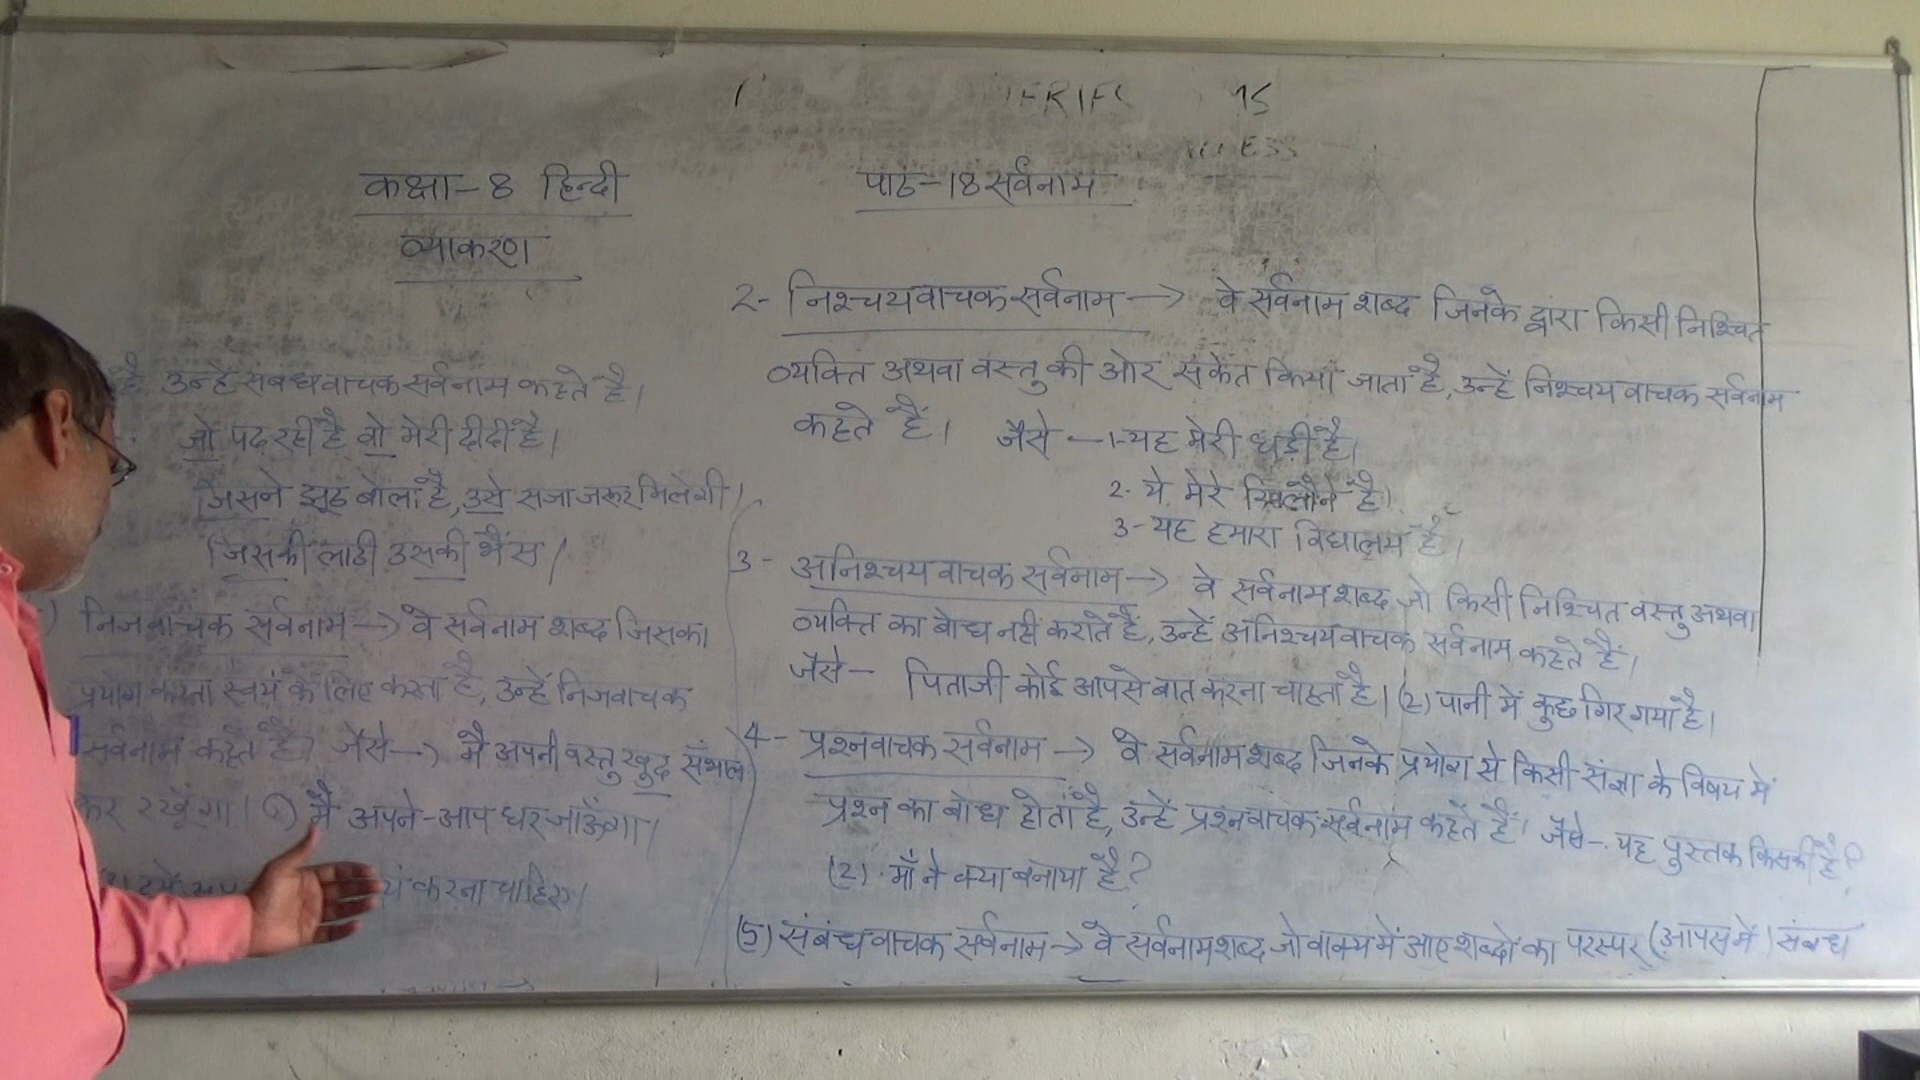 कक्षा-8 हिन्दी
व्याकरण
पाठ-18 सर्वनाम
2- निश्चयवाचक सर्वनाम → वे सर्वनाम शब्द जिनके द्वारा किसी निश्चित
व्यक्ति अथवा वस्तु की ओर संकेत किया जाता है, उन्हें निश्चयवाचक सर्वनाम
कहते हैं। जैसे - 1-यह मेरी घड़ी है।
2. ये मेरे खिलौने है।
3-यह हमारा विद्यालय है।
3- अनिश्चयवाचक सर्वनाम → वे सर्वनाम शब्द जो किसी निश्चित वस्तु अथवा
व्यक्ति का बोध नहीं कराते हैं, उन्हें अनिश्चयवाचक सर्वनाम कहते हैं।
जैसे- पिताजी कोई आपसे बात करना चाहता है। (2) पानी में कुछ गिर गया है।
4- प्रश्नवाचक सर्वनाम → वे सर्वनाम शब्द जिनके प्रयोग से किसी संज्ञा के विषय में
प्रश्न का बोध होता है, उन्हें प्रश्नवाचक सर्वनाम कहते हैं। जैसे-. यह पुस्तक किसकी है?
(2). माँ ने क्या बनाया है?
(5) संबंधवाचक सर्वनाम → वे सर्वनाम शब्द जो वाक्य में आए शब्दों का परस्पर (आपस में) संबंध
है, उन्हें संबधवाचक सर्वनाम कहते है।
जो पढ़ रही है वो मेरी दीदी है।
जिसने झूठ बोला है, उसे सजा जरूर मिलेगी।
जिसकी लाठी उसकी भैंस।
) निजवाचक सर्वनाम → वे सर्वनाम शब्द जिसका
प्रयोग करता स्वयं के लिए करता है, उन्हें निजवाचक
सर्वनाम कहते है। जैसे → मै अपनी वस्तु खुद संभाल
कर रखूंगा। (2) मैं अपने-आप घर जाऊँगा।
करना चाहिए।